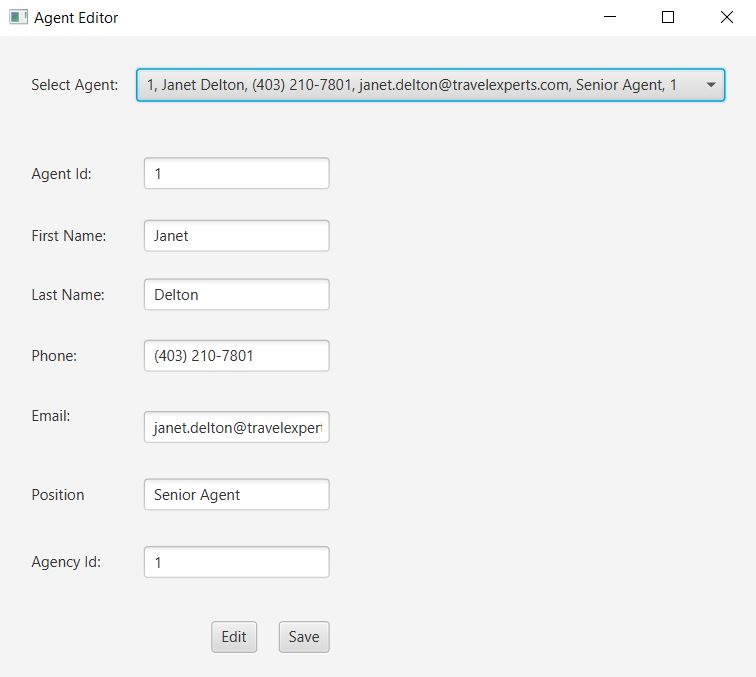 Agent Editor
Select Agent: 1, Janet Delton, (403) 210-7801, janet.delton@travelexperts.com, Senior Agent, 1
Agent Id: 1
First Name: Janet
Last Name: Delton
Phone: (403) 210-7801
Email: janet.delton@travelexpert
Position Senior Agent
Agency Id: 1
Edit Save